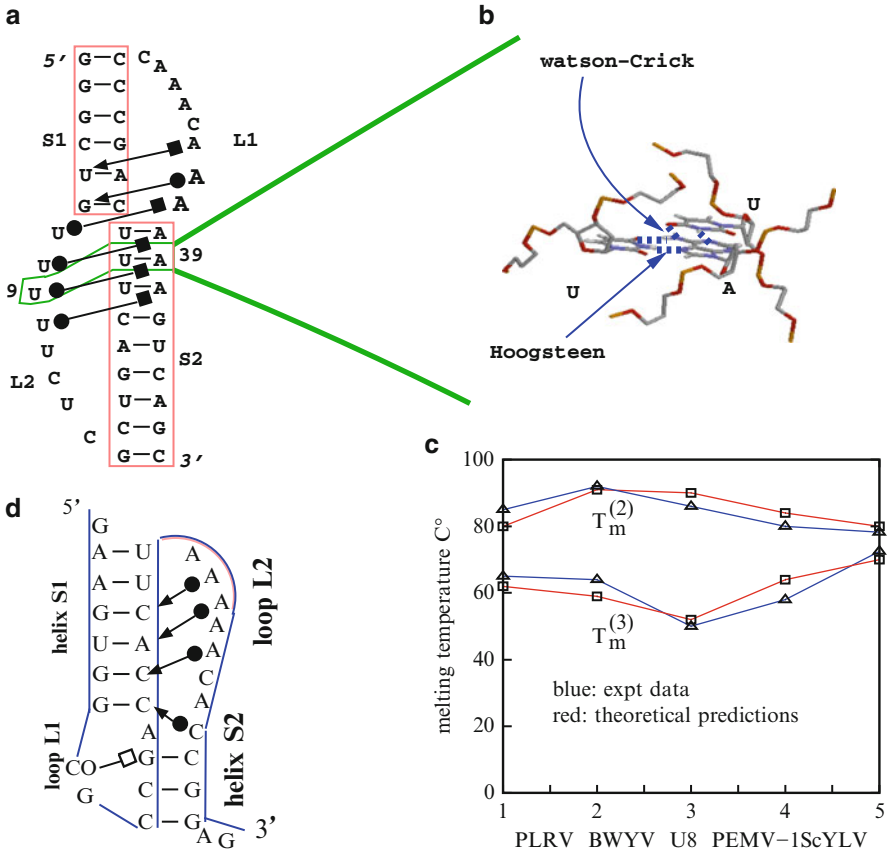 a
5' G–C C
G–C A
G–C A
G–C A
C–G C
S1 A L1
U–A A
G–C A
U U–A
U U–A 39
9 U U–A
U C–G
U A–U
L2 C G–C S2
U U–A
C C–G
G–C 3'
b
watson-Crick
U
U A
Hoogsteen
c
melting temperature C°
100
80
60
40
20
0
Tm(2)
Tm(3)
blue: expt data
red: theoretical predictions
1 2 3 4 5
PLRV BWYV U8 PEMV-1ScYLV
d
5'
G
A – U A
A – U A
G – C A
U – A A
G – C C
G – C A
A C
CO G – C
G C – G
C – G
A G 3'
helix S1
loop L1
loop L2
helix S2